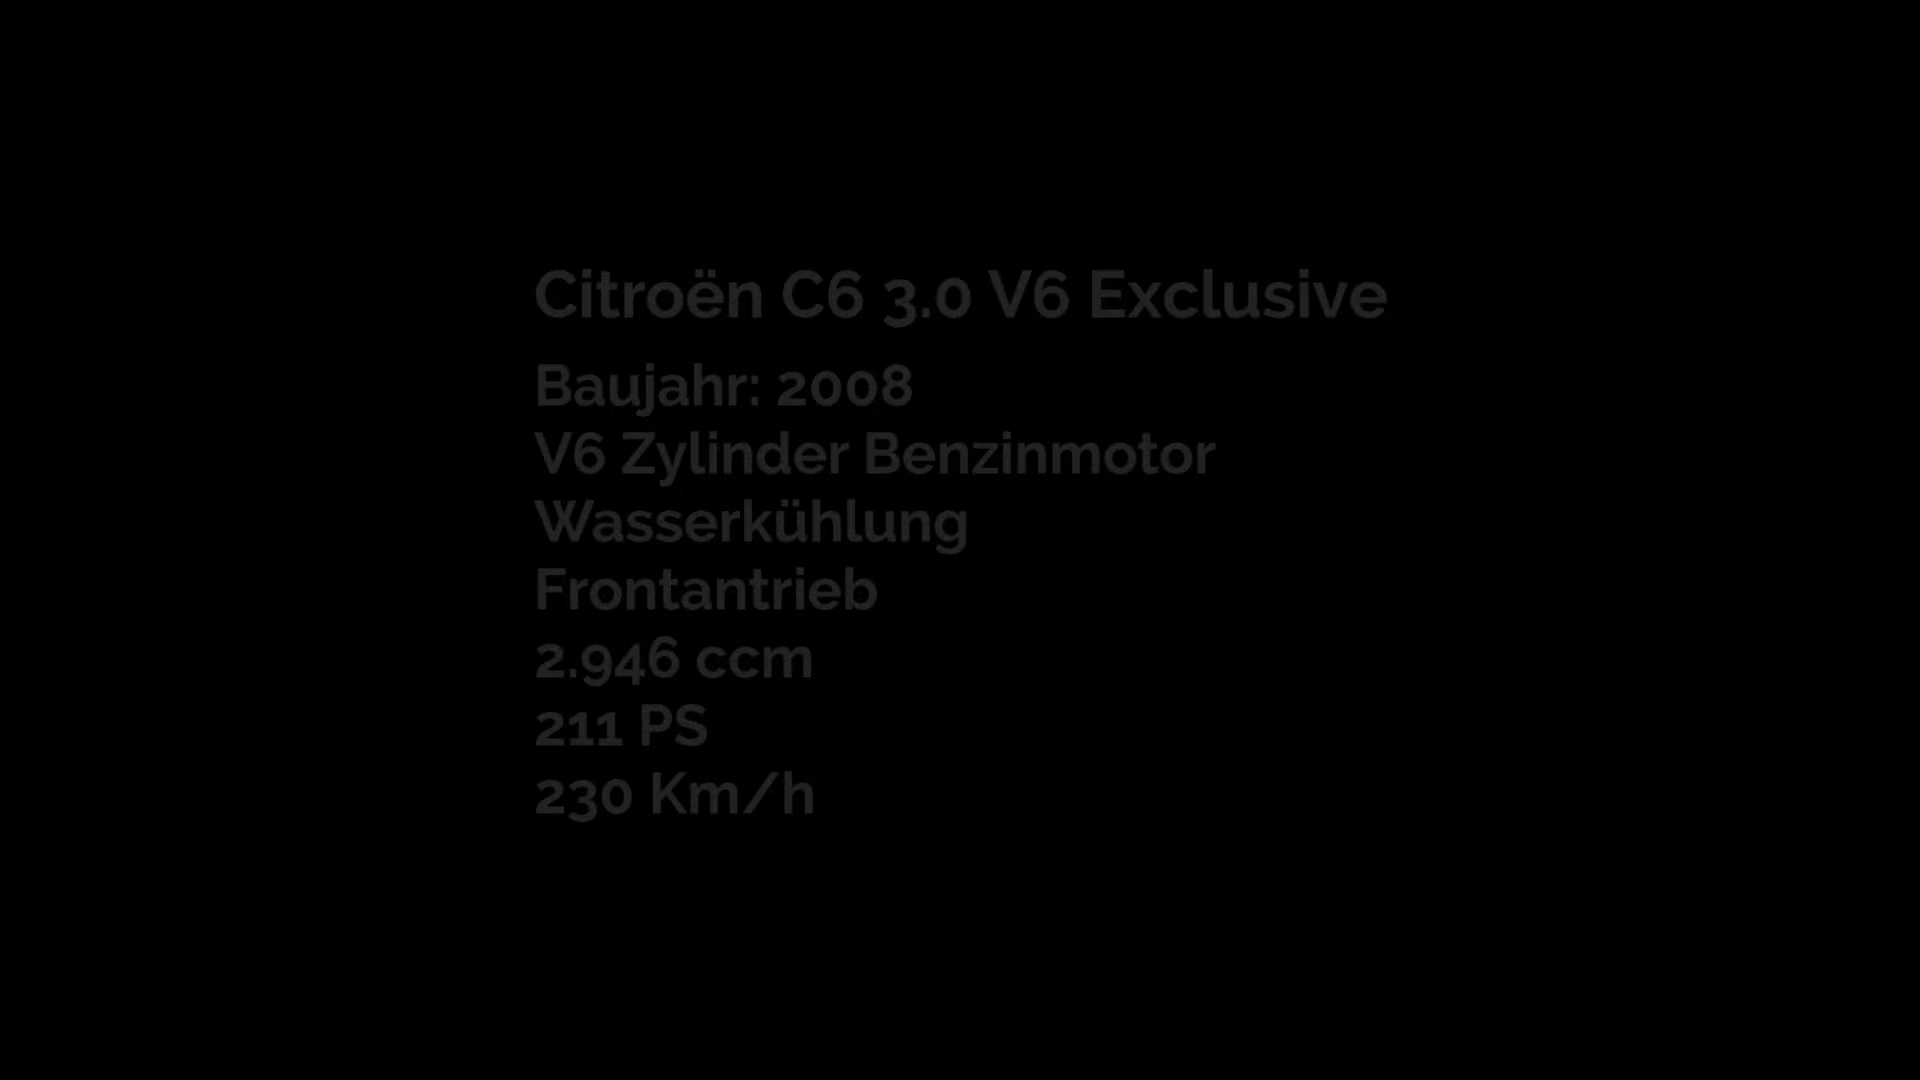 Citroën C6 3.0 V6 Exclusive
Baujahr: 2008
V6 Zylinder Benzinmotor
Wasserkühlung
Frontantrieb
2.946 ccm
211 PS
230 Km/h